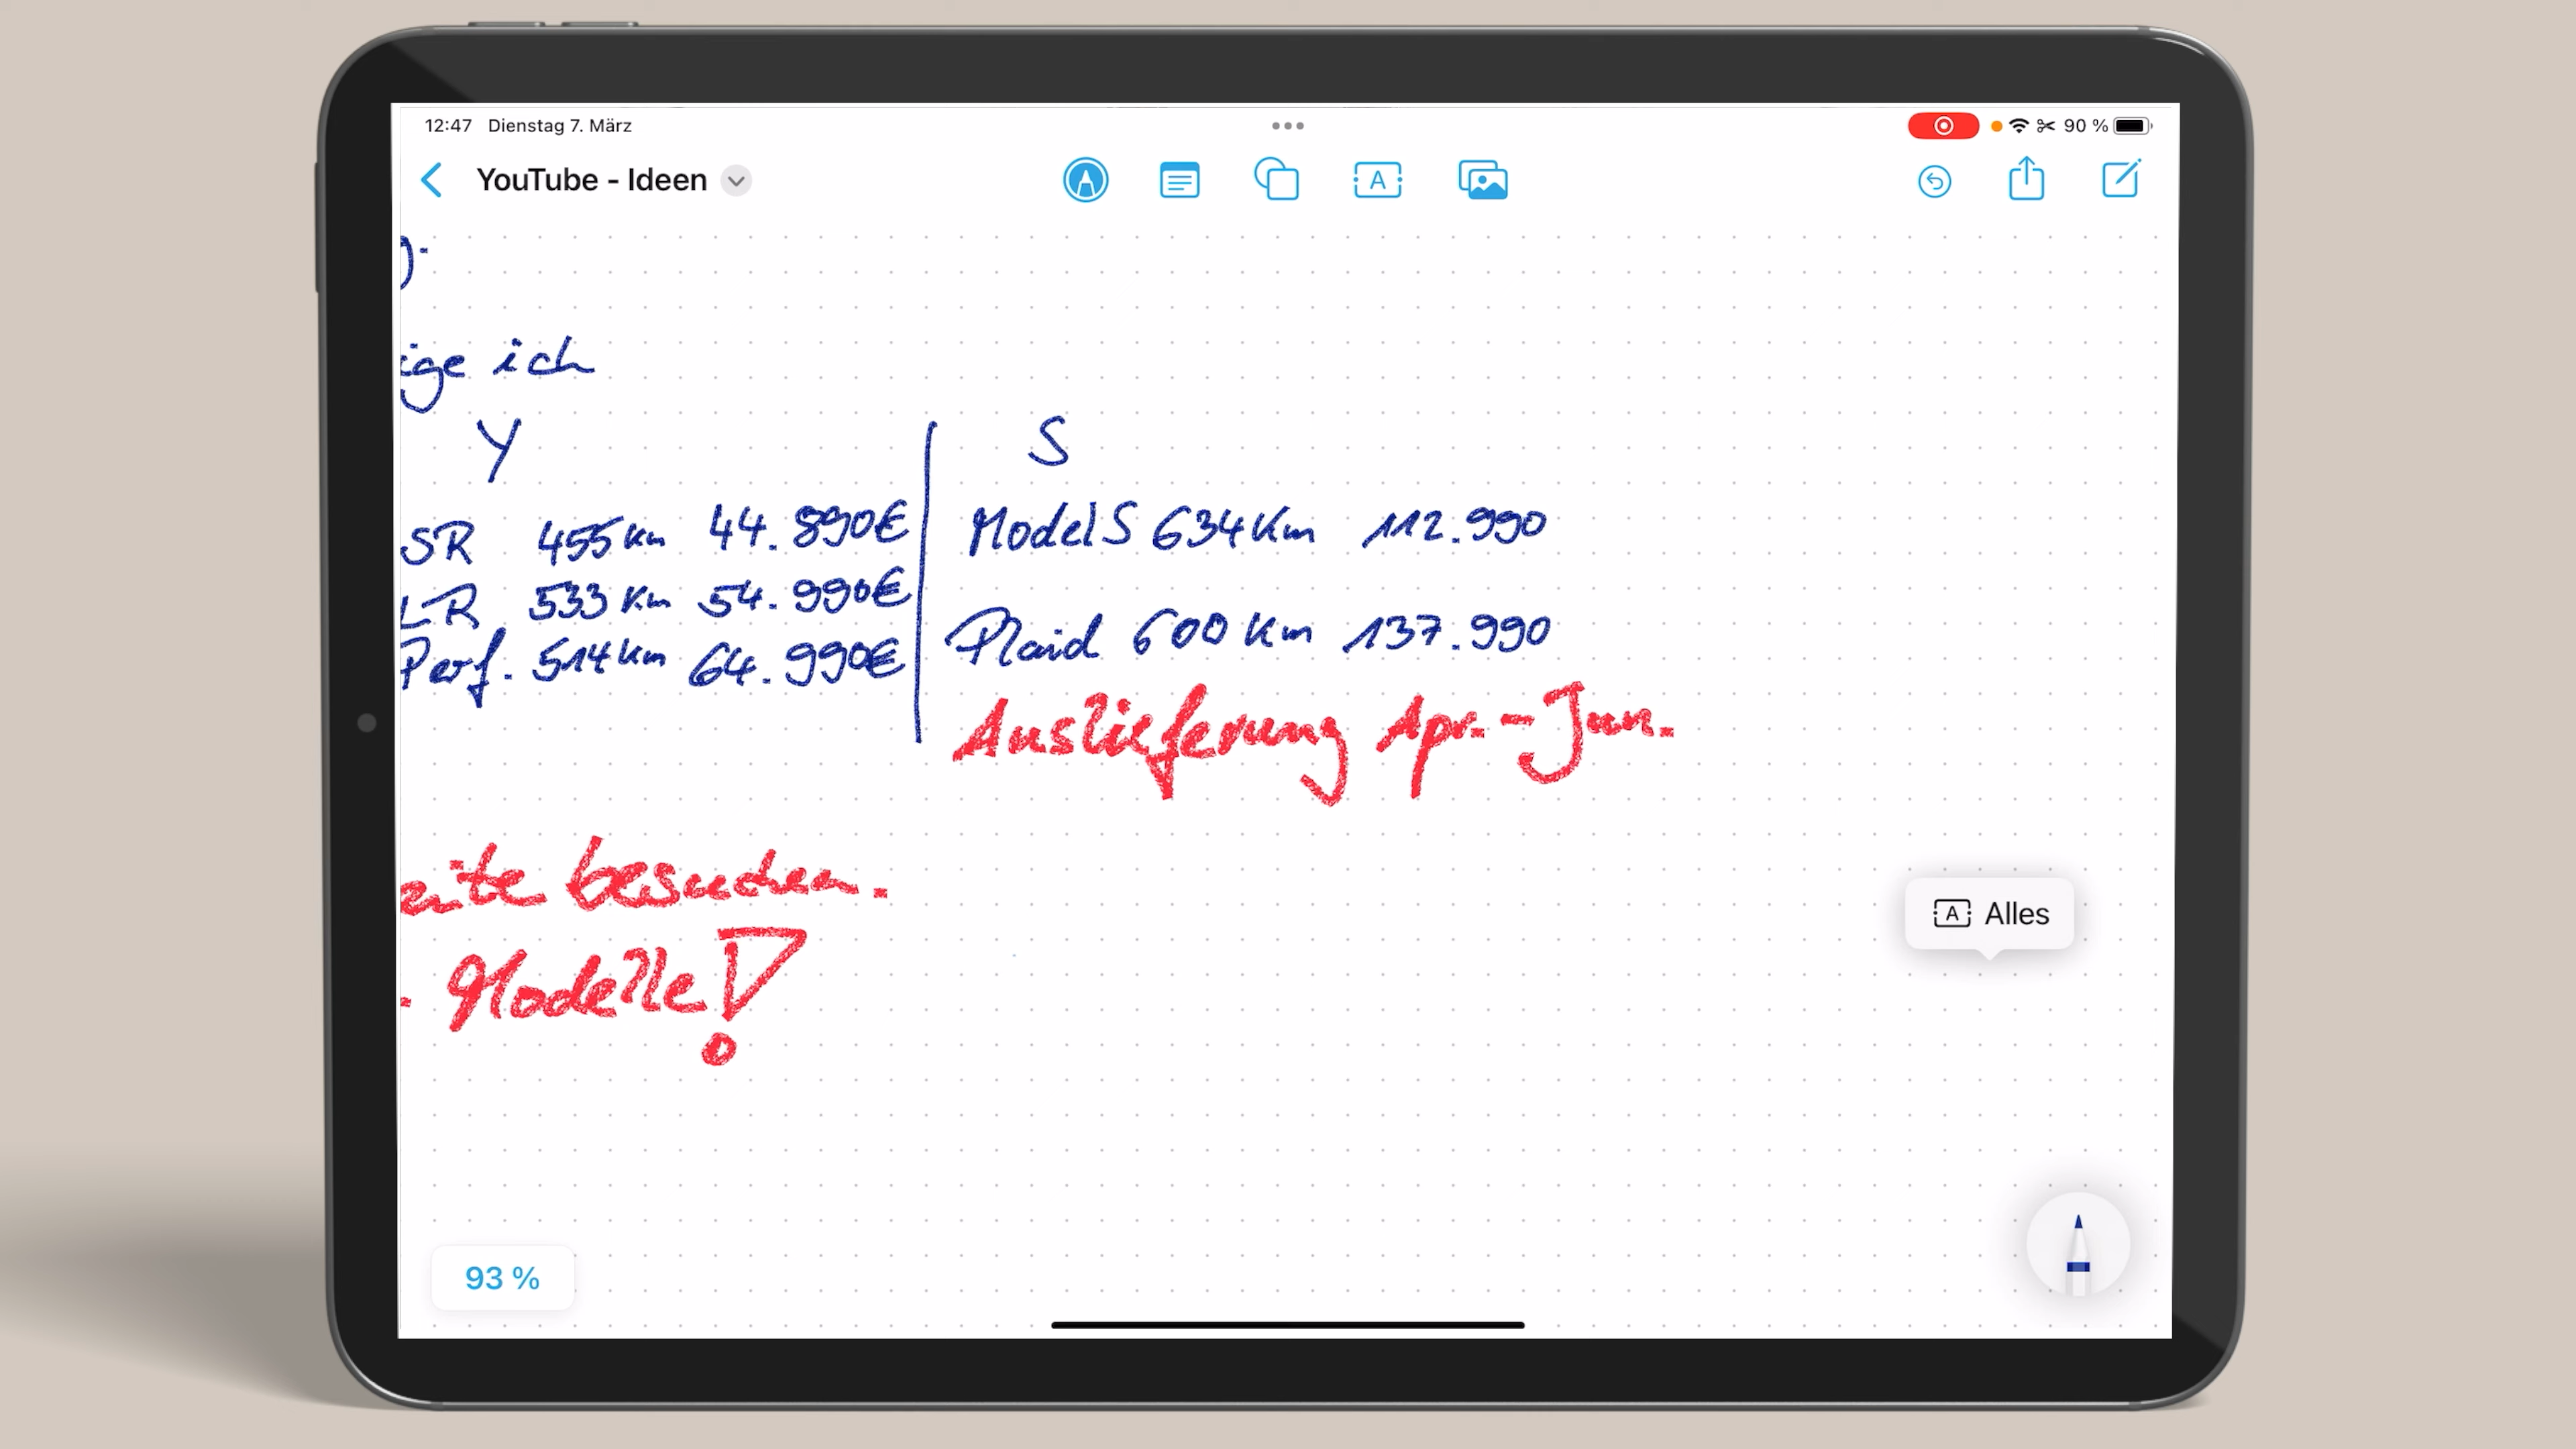 12:47 Dienstag 7. März
90 %
YouTube - Ideen
ige ich
Y
S
SR 455 km 44.890€
Model S 634 Km 112.990
LR 533 Km 54.990€
Plaid 600 Km 137.990
Perf. 514 km 64.990€
Auslieferung Apr. - Jun.
eite besuchen.
Modelle!
A Alles
93 %